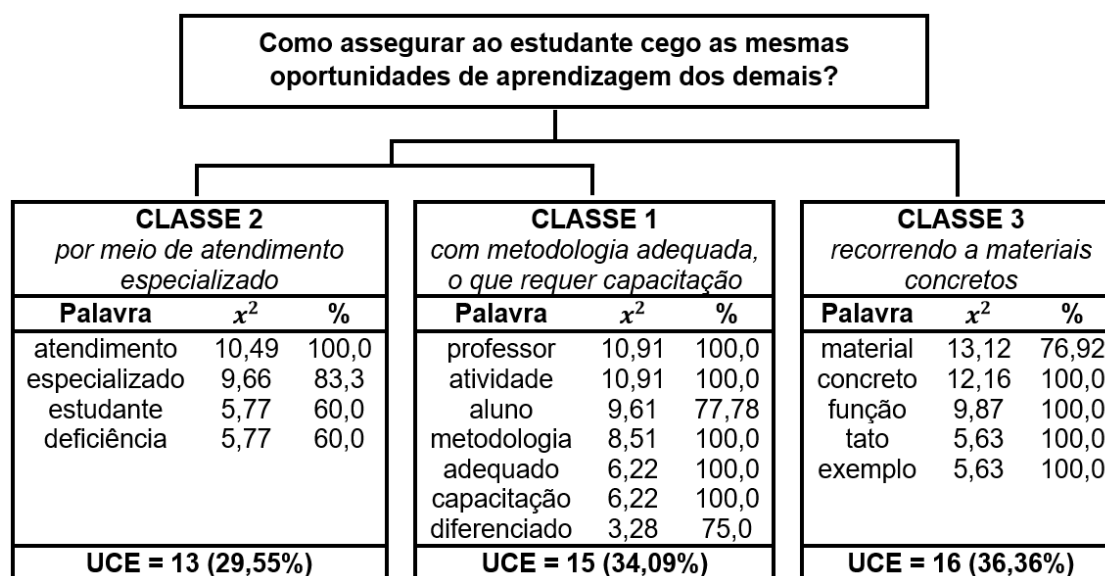 Como assegurar ao estudante cego as mesmas
oportunidades de aprendizagem dos demais?
CLASSE 2
por meio de atendimento
especializado
Palavra x² %
atendimento 10,49 100,0
especializado 9,66 83,3
estudante 5,77 60,0
deficiência 5,77 60,0
UCE = 13 (29,55%)
CLASSE 1
com metodologia adequada,
o que requer capacitação
Palavra x² %
professor 10,91 100,0
atividade 10,91 100,0
aluno 9,61 77,78
metodologia 8,51 100,0
adequado 6,22 100,0
capacitação 6,22 100,0
diferenciado 3,28 75,0
UCE = 15 (34,09%)
CLASSE 3
recorrendo a materiais
concretos
Palavra x² %
material 13,12 76,92
concreto 12,16 100,0
função 9,87 100,0
tato 5,63 100,0
exemplo 5,63 100,0
UCE = 16 (36,36%)